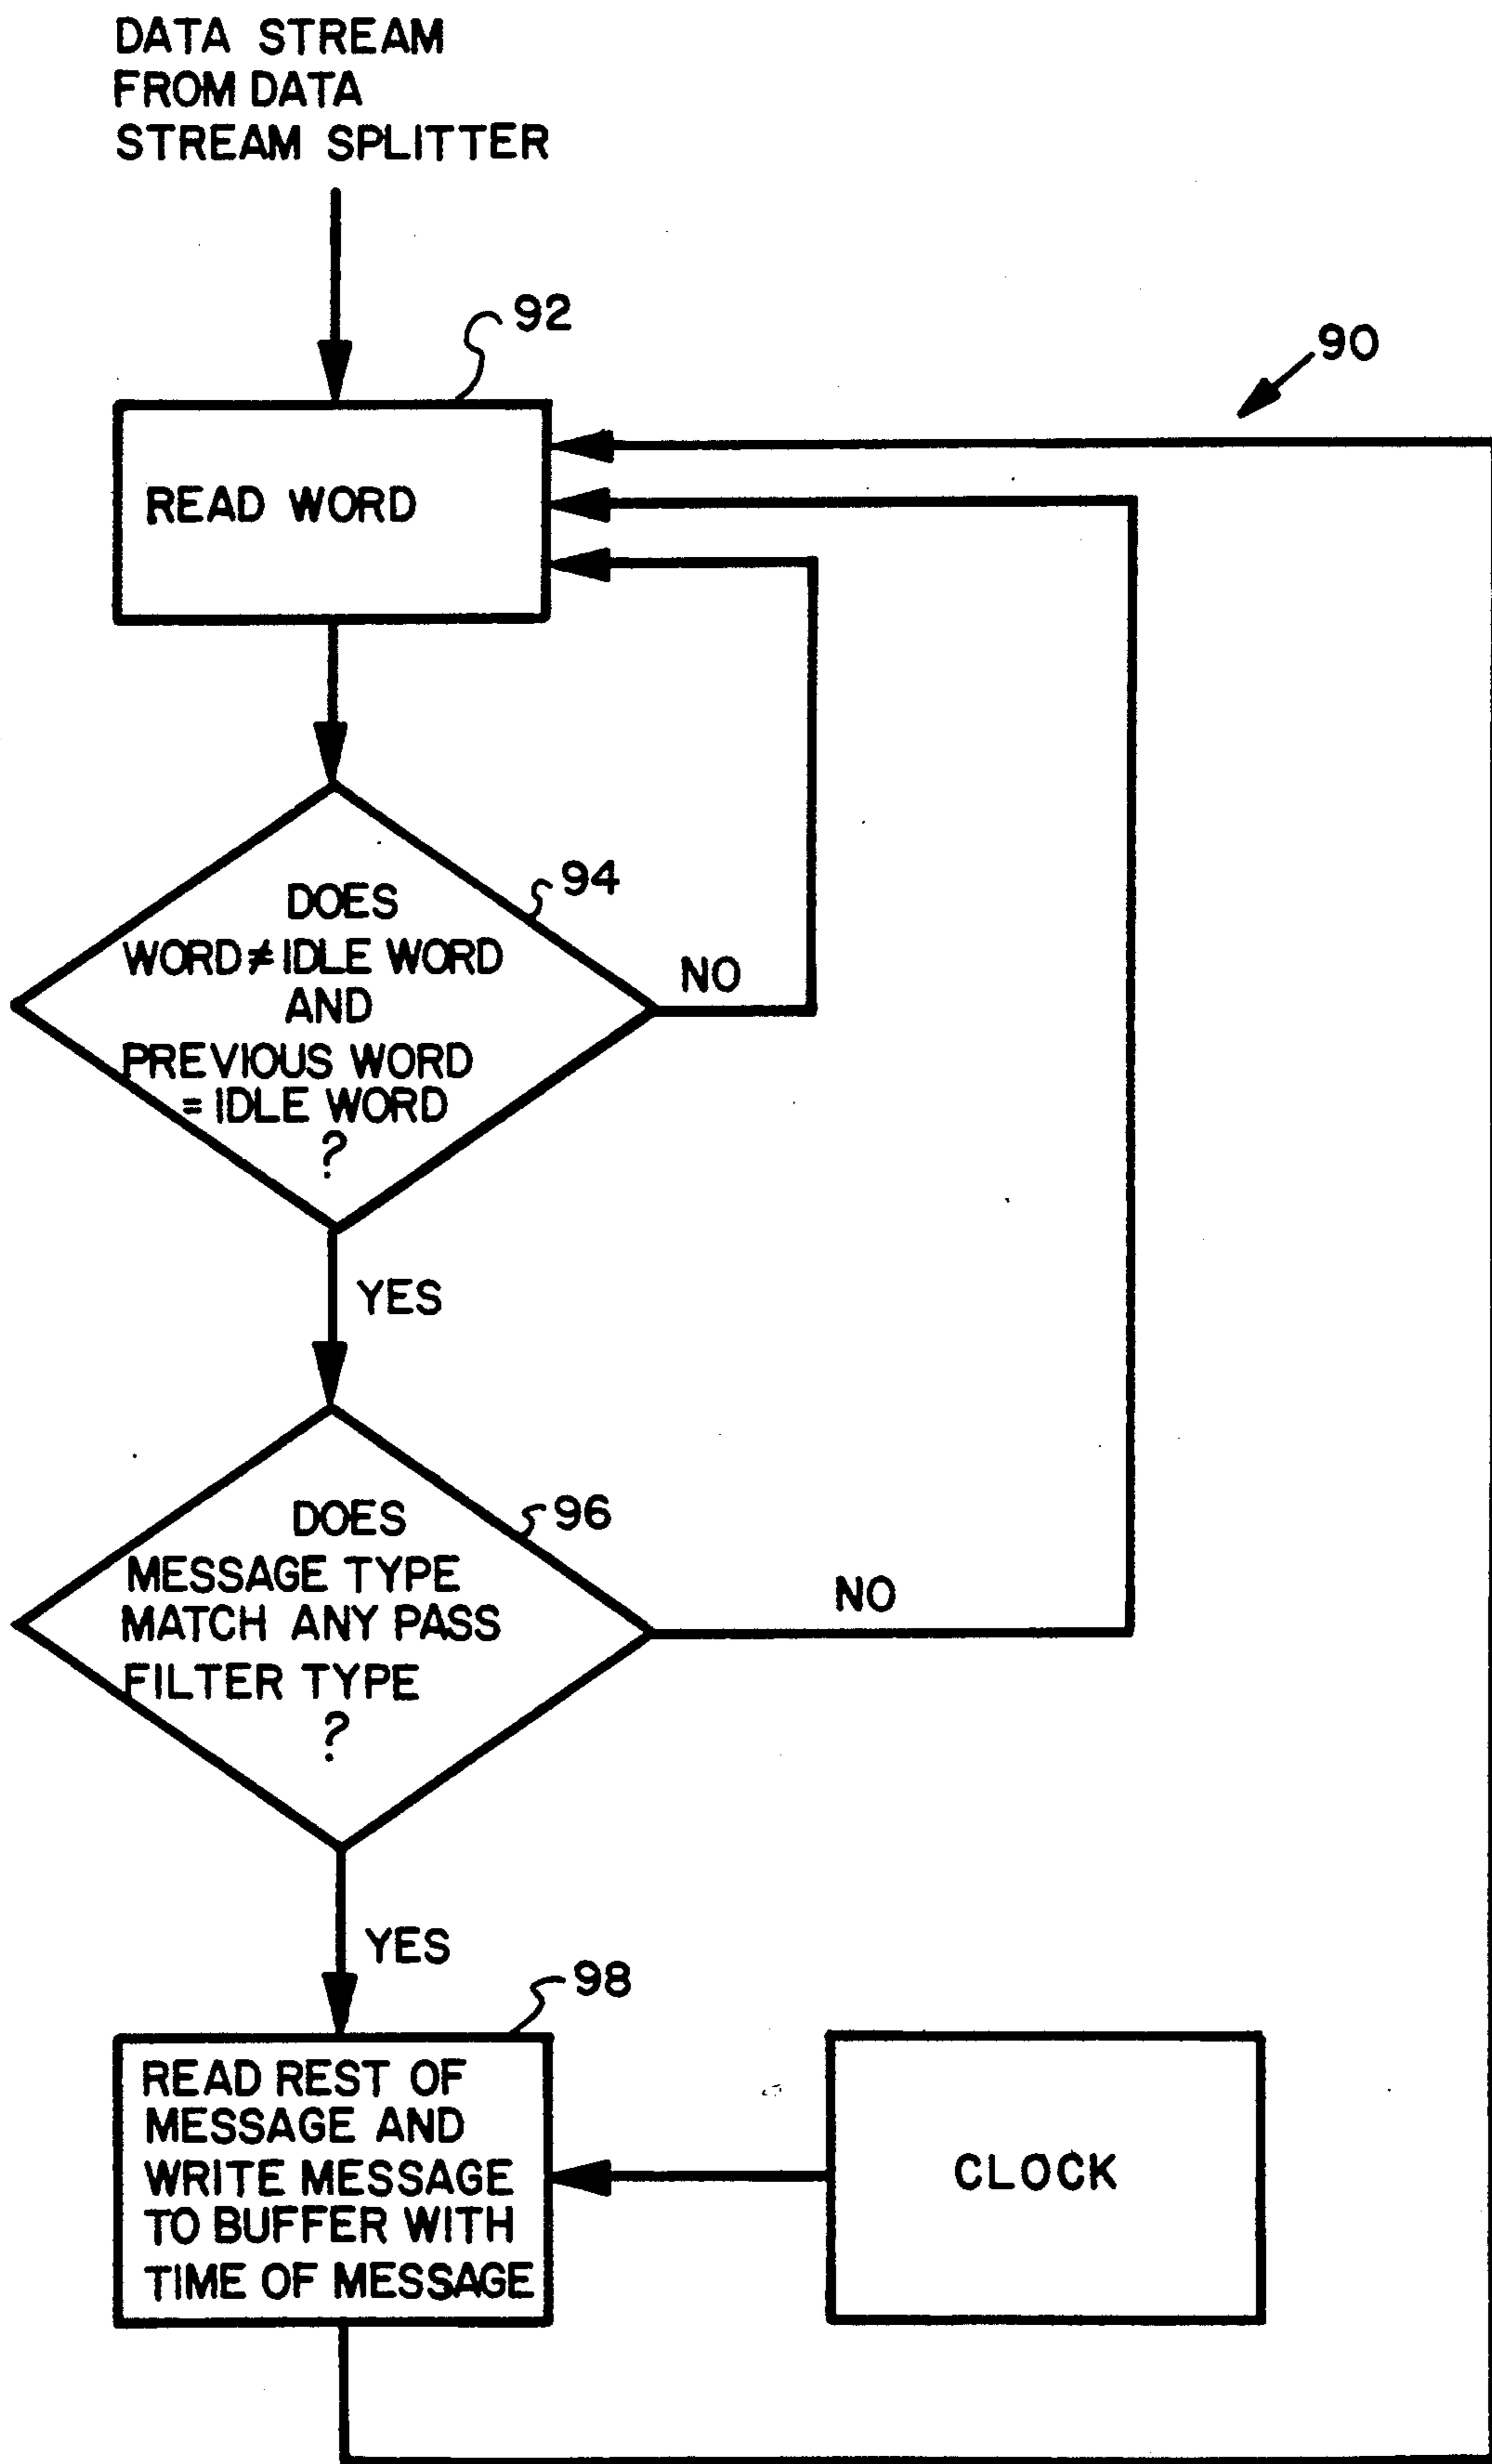 DATA STREAM
FROM DATA
STREAM SPLITTER
92
90
READ WORD
94
DOES
WORD ≠ IDLE WORD
AND
PREVIOUS WORD
= IDLE WORD
?
NO
YES
96
DOES
MESSAGE TYPE
MATCH ANY PASS
FILTER TYPE
?
NO
YES
98
READ REST OF
MESSAGE AND
WRITE MESSAGE
TO BUFFER WITH
TIME OF MESSAGE
CLOCK